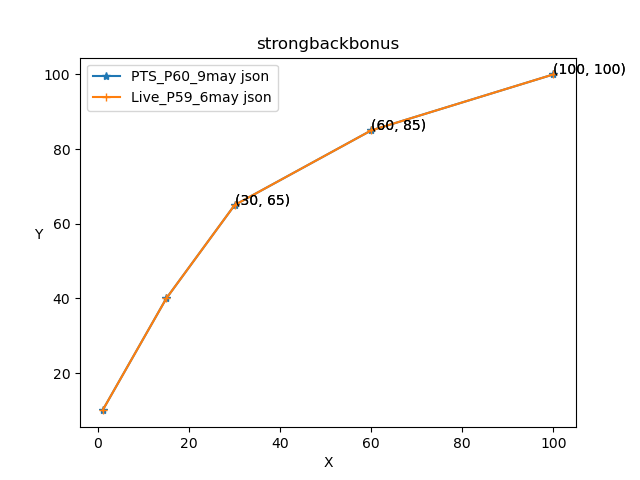 strongbackbonus
PTS_P60_9may json
Live_P59_6may json
(100, 100)
(60, 85)
(30, 65)
100
80
60
40
20
Y
0 20 40 60 80 100
X